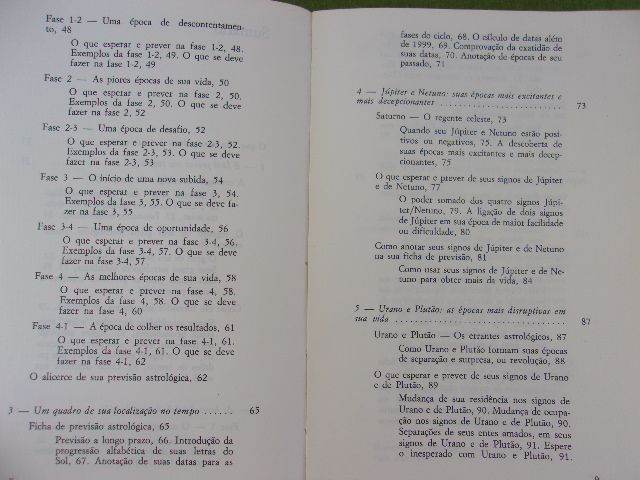 Fase 1-2 — Uma época de descontentamen-
to, 48
O que esperar e prever na fase 1-2, 48.
Exemplos da fase 1-2, 49. O que se deve
fazer na fase 1-2, 49
Fase 2 — As piores épocas de sua vida, 50
O que esperar e prever na fase 2, 50.
Exemplos da fase 2, 50. O que se deve
fazer na fase 2, 52
Fase 2-3 — Uma época de desafio, 52
O que esperar e prever na fase 2-3, 52.
Exemplos da fase 2-3, 53. O que se deve
fazer na fase 2-3, 53
Fase 3 — O início de uma nova subida, 54
O que esperar e prever na fase 3, 54.
Exemplos da fase 3, 55. O que se deve fa-
zer na fase 3, 55
Fase 3-4 — Uma época de oportunidade, 56
O que esperar e prever na fase 3-4, 56.
Exemplos da fase 3-4, 57. O que se deve
fazer na fase 3-4, 57
Fase 4 — As melhores épocas de sua vida, 58
O que esperar e prever na fase 4, 58.
Exemplos da fase 4, 58. O que se deve
fazer na fase 4, 60
Fase 4-1 — A época de colher os resultados, 61
O que esperar e prever na fase 4-1, 61.
Exemplos da fase 4-1, 61. O que se deve
fazer na fase 4-1, 62
O alicerce de sua previsão astrológica, 62
3 — Um quadro de sua localização no tempo ...... 65
Ficha de previsão astrológica, 65
Previsão a longo prazo, 66. Introdução da
progressão alfabética de suas letras do
Sol, 67. Anotação de suas datas para as
fases do ciclo, 68. O cálculo de datas além
de 1999, 69. Comprovação da exatidão de
suas datas, 70. Anotação de épocas de seu
passado, 71
4 — Júpiter e Netuno: suas épocas mais excitantes e
mais decepcionantes ........................ 73
Saturno — O regente celeste, 73
Quando seu Júpiter e Netuno estão posi-
tivos ou negativos, 75. A descoberta de
suas épocas mais excitantes e mais decep-
cionantes, 75
O que esperar e prever de seus signos de Júpiter
e de Netuno, 77
O poder somado dos quatro signos Júpi-
ter/Netuno, 79. A ligação de dois signos
de Júpiter em sua época de maior facilidade
ou dificuldade, 80
Como anotar seus signos de Júpiter e de Netuno
na sua ficha de previsão, 81
Como usar seus signos de Júpiter e de Ne-
tuno para obter mais da vida, 84
5 — Urano e Plutão: as épocas mais disruptivas em
sua vida .................................. 87
Urano e Plutão — Os errantes astrológicos, 87
Como Urano e Plutão formam suas épocas
de separação e surpresa, ou revolução, 88
O que esperar e prever de seus signos de Urano
e de Plutão, 89
Mudança de sua residência nos signos de
Urano e de Plutão, 90. Mudança de ocupa-
ção nos signos de Urano e de Plutão, 90.
Separações de seus entes amados, em seus
signos de Urano e de Plutão, 91. Espere
o inesperado com Urano e Plutão, 91.